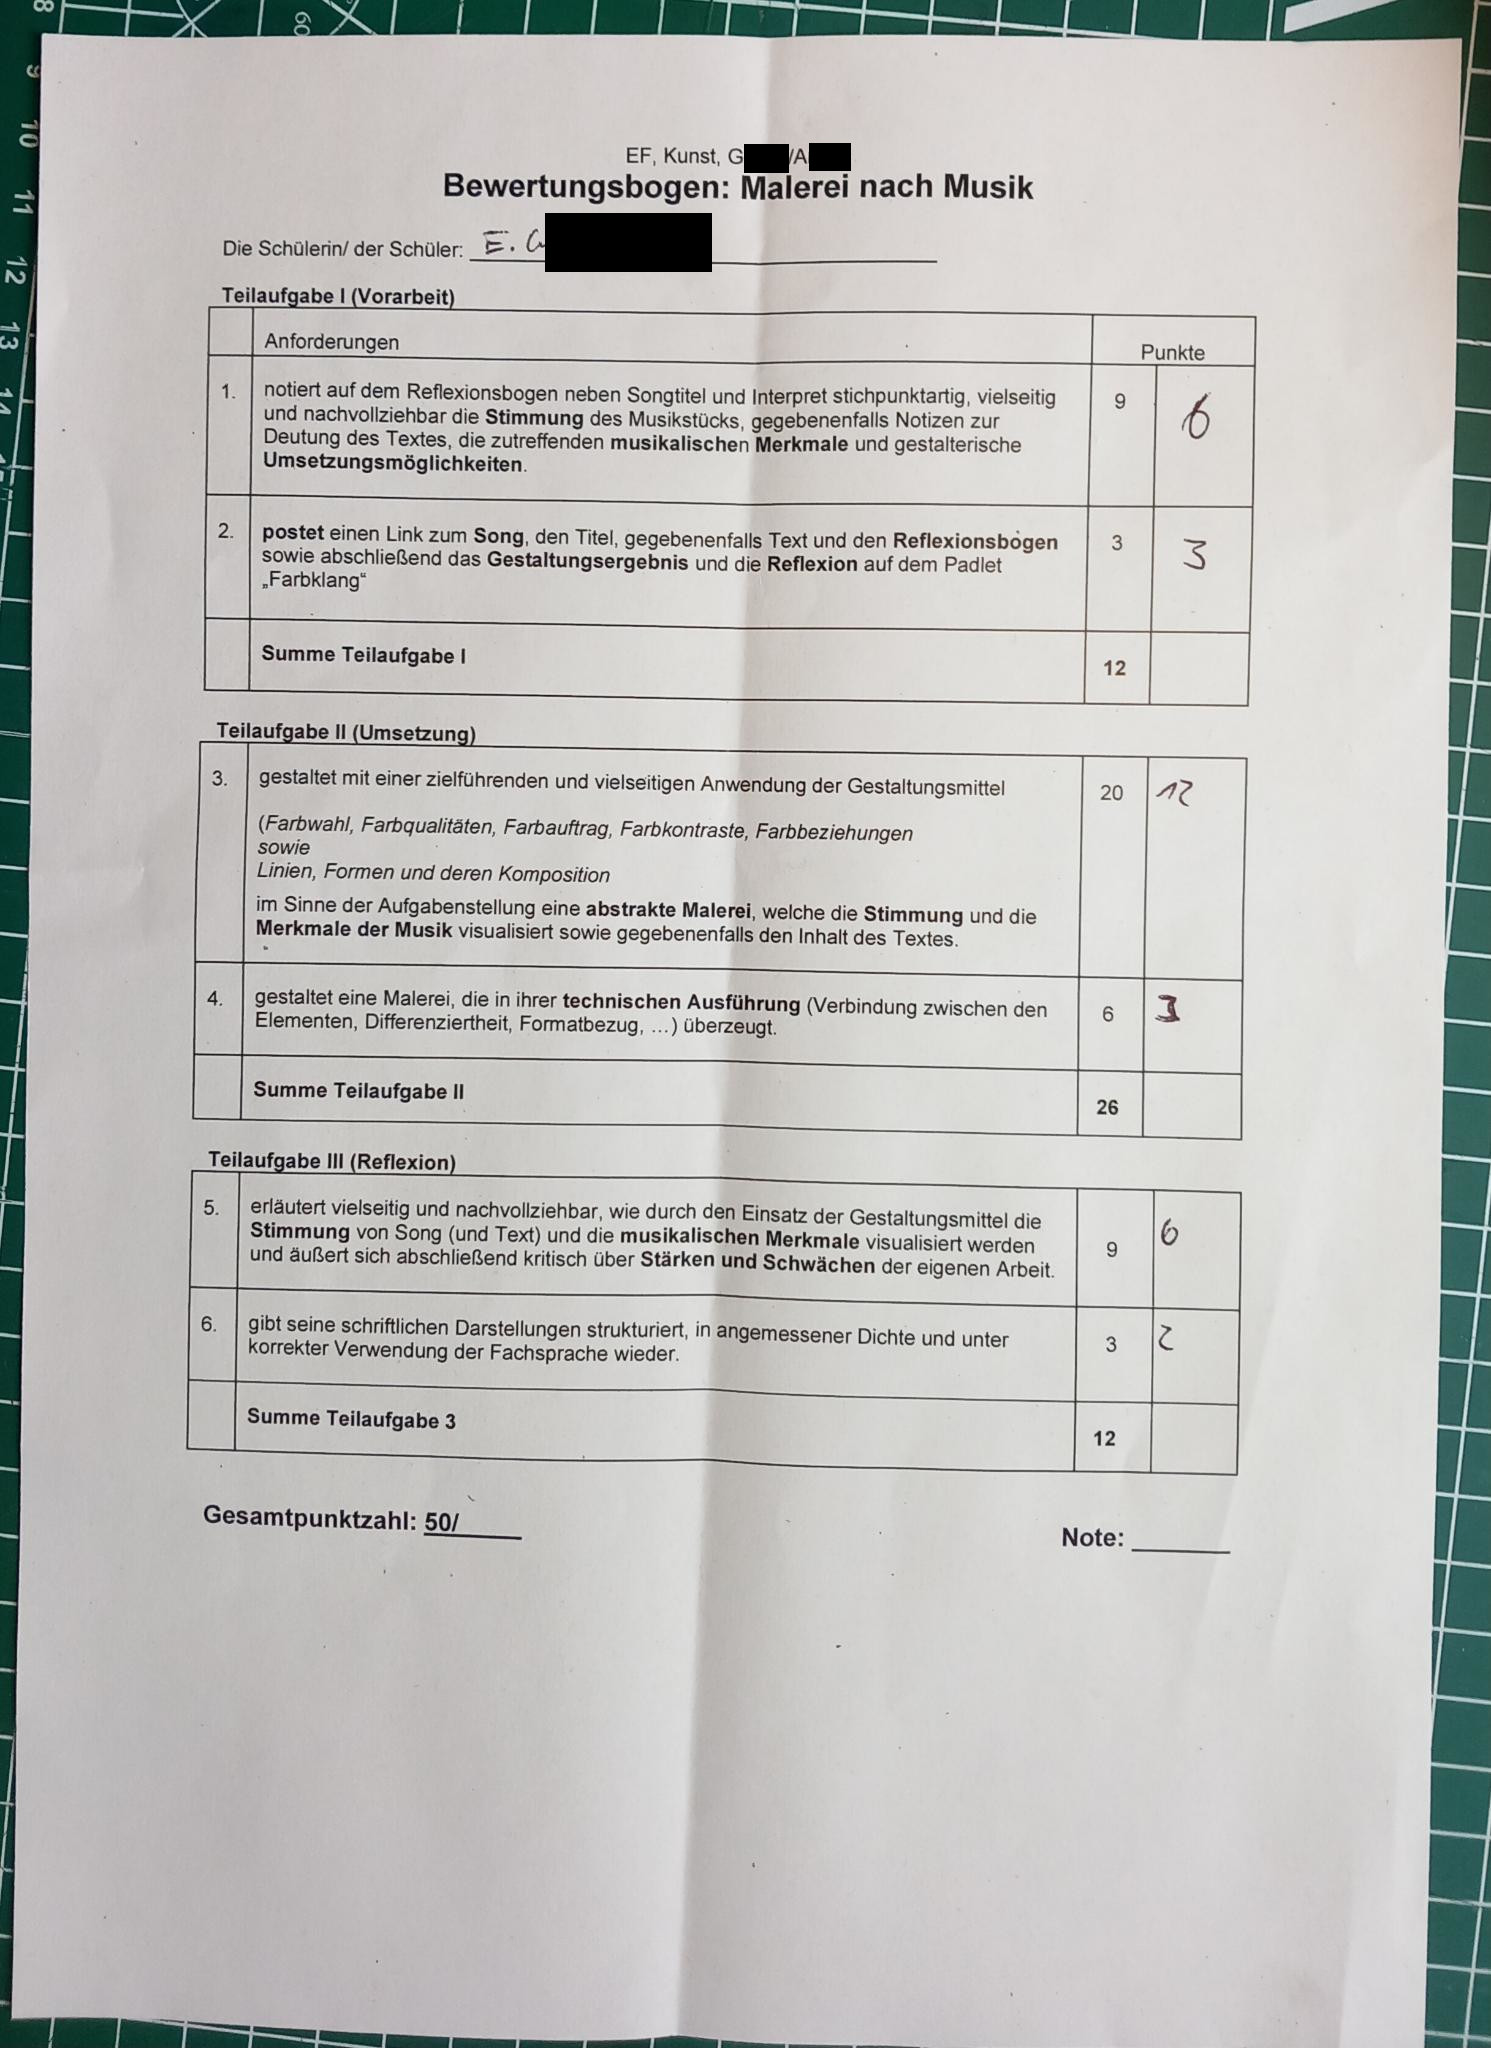 8
60
9
10
11
12
13
14
EF, Kunst, G /A
Bewertungsbogen: Malerei nach Musik
Die Schülerin/ der Schüler: E.
Teilaufgabe I (Vorarbeit)
Anforderungen Punkte
1. notiert auf dem Reflexionsbogen neben Songtitel und Interpret stichpunktartig, vielseitig 9 6
und nachvollziehbar die Stimmung des Musikstücks, gegebenenfalls Notizen zur
Deutung des Textes, die zutreffenden musikalischen Merkmale und gestalterische
Umsetzungsmöglichkeiten.
2. postet einen Link zum Song, den Titel, gegebenenfalls Text und den Reflexionsbogen 3 3
sowie abschließend das Gestaltungsergebnis und die Reflexion auf dem Padlet
„Farbklang“
Summe Teilaufgabe I 12
Teilaufgabe II (Umsetzung)
3. gestaltet mit einer zielführenden und vielseitigen Anwendung der Gestaltungsmittel 20 12
(Farbwahl, Farbqualitäten, Farbauftrag, Farbkontraste, Farbbeziehungen
sowie
Linien, Formen und deren Komposition
im Sinne der Aufgabenstellung eine abstrakte Malerei, welche die Stimmung und die
Merkmale der Musik visualisiert sowie gegebenenfalls den Inhalt des Textes.
4. gestaltet eine Malerei, die in ihrer technischen Ausführung (Verbindung zwischen den 6 3
Elementen, Differenziertheit, Formatbezug, ...) überzeugt.
Summe Teilaufgabe II 26
Teilaufgabe III (Reflexion)
5. erläutert vielseitig und nachvollziehbar, wie durch den Einsatz der Gestaltungsmittel die 9 6
Stimmung von Song (und Text) und die musikalischen Merkmale visualisiert werden
und äußert sich abschließend kritisch über Stärken und Schwächen der eigenen Arbeit.
6. gibt seine schriftlichen Darstellungen strukturiert, in angemessener Dichte und unter 3 2
korrekter Verwendung der Fachsprache wieder.
Summe Teilaufgabe 3 12
Gesamtpunktzahl: 50/
Note: